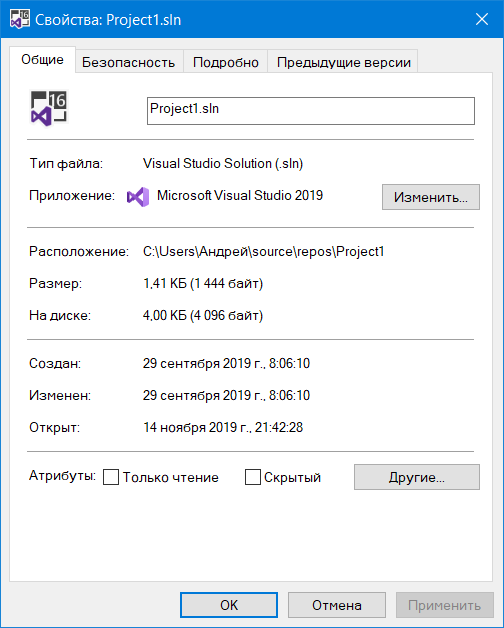 Свойства: Project1.sln
Общие Безопасность Подробно Предыдущие версии
16
Project1.sln
Тип файла: Visual Studio Solution (.sln)
Приложение: Microsoft Visual Studio 2019 Изменить...
Расположение: C:\Users\Андрей\source\repos\Project1
Размер: 1,41 КБ (1 444 байт)
На диске: 4,00 КБ (4 096 байт)
Создан: 29 сентября 2019 г., 8:06:10
Изменен: 29 сентября 2019 г., 8:06:10
Открыт: 14 ноября 2019 г., 21:42:28
Атрибуты: Только чтение Скрытый Другие...
OK Отмена Применить